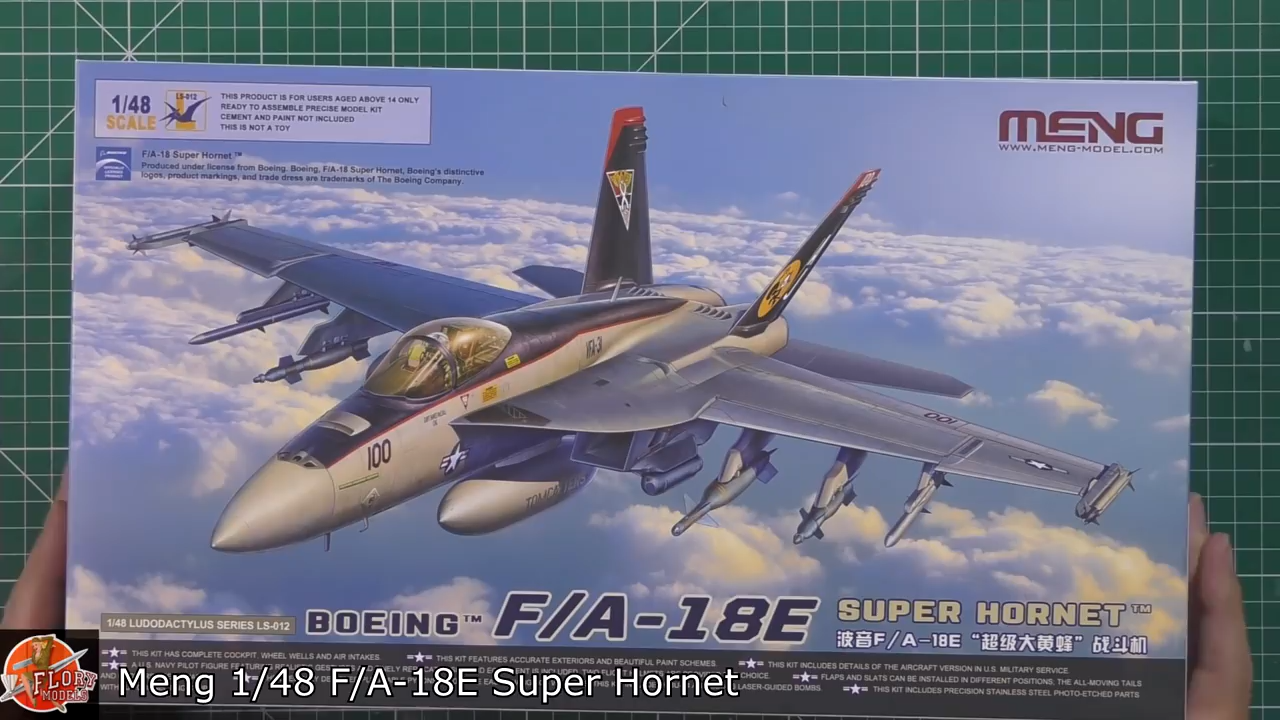 1/48
SCALE
LS-012
THIS PRODUCT IS FOR USERS AGED ABOVE 14 ONLY
READY TO ASSEMBLE PRECISE MODEL KIT
CEMENT AND PAINT NOT INCLUDED
THIS IS NOT A TOY
F/A-18 Super Hornet™
Produced under license from Boeing. Boeing, F/A-18 Super Hornet, Boeing's distinctive
logos, product markings, and trade dress are trademarks of The Boeing Company.
MENG
WWW.MENG-MODEL.COM
VFA-31
100
001
1/48 LUDODACTYLUS SERIES LS-012
BOEING™ F/A-18E SUPER HORNET™
波音F/A-18E “超级大黄蜂” 战斗机
THIS KIT HAS COMPLETE COCKPIT, WHEEL WELLS AND AIR INTAKES.
THIS KIT FEATURES ACCURATE EXTERIORS AND BEAUTIFUL PAINT SCHEMES.
THIS KIT INCLUDES DETAILS OF THE AIRCRAFT VERSION IN U.S. MILITARY SERVICE.
A U.S. NAVY PILOT FIGURE
CHOICE.
FLAPS AND SLATS CAN BE INSTALLED IN DIFFERENT POSITIONS; THE ALL-MOVING TAILS
LASER-GUIDED BOMBS.
THIS KIT INCLUDES PRECISION STAINLESS STEEL PHOTO-ETCHED PARTS
FLORY
MODELS
Meng 1/48 F/A-18E Super Hornet